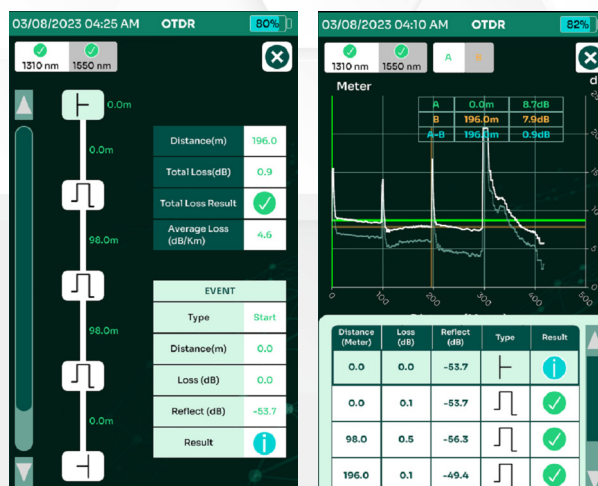 03/08/2023 04:25 AM OTDR 80%
1310 nm 1550 nm
0.0m
0.0m
98.0m
98.0m
0.0m
Distance(m) 196.0
Total Loss(dB) 0.9
Total Loss Result
Average Loss (dB/Km) 4.6
EVENT
Type Start
Distance(m) 0.0
Loss (dB) 0.0
Reflect (dB) -53.7
Result
03/08/2023 04:10 AM OTDR 82%
1310 nm 1550 nm A B
Meter
A 0.0m 8.7dB
B 196.0m 7.9dB
A-B 196.0m 0.9dB
0 100 200 300 400 500
Distance (Meter) Loss (dB) Reflect (dB) Type Result
0.0 0.0 -53.7
0.0 0.1 -53.7
98.0 0.5 -56.3
196.0 0.1 -49.4